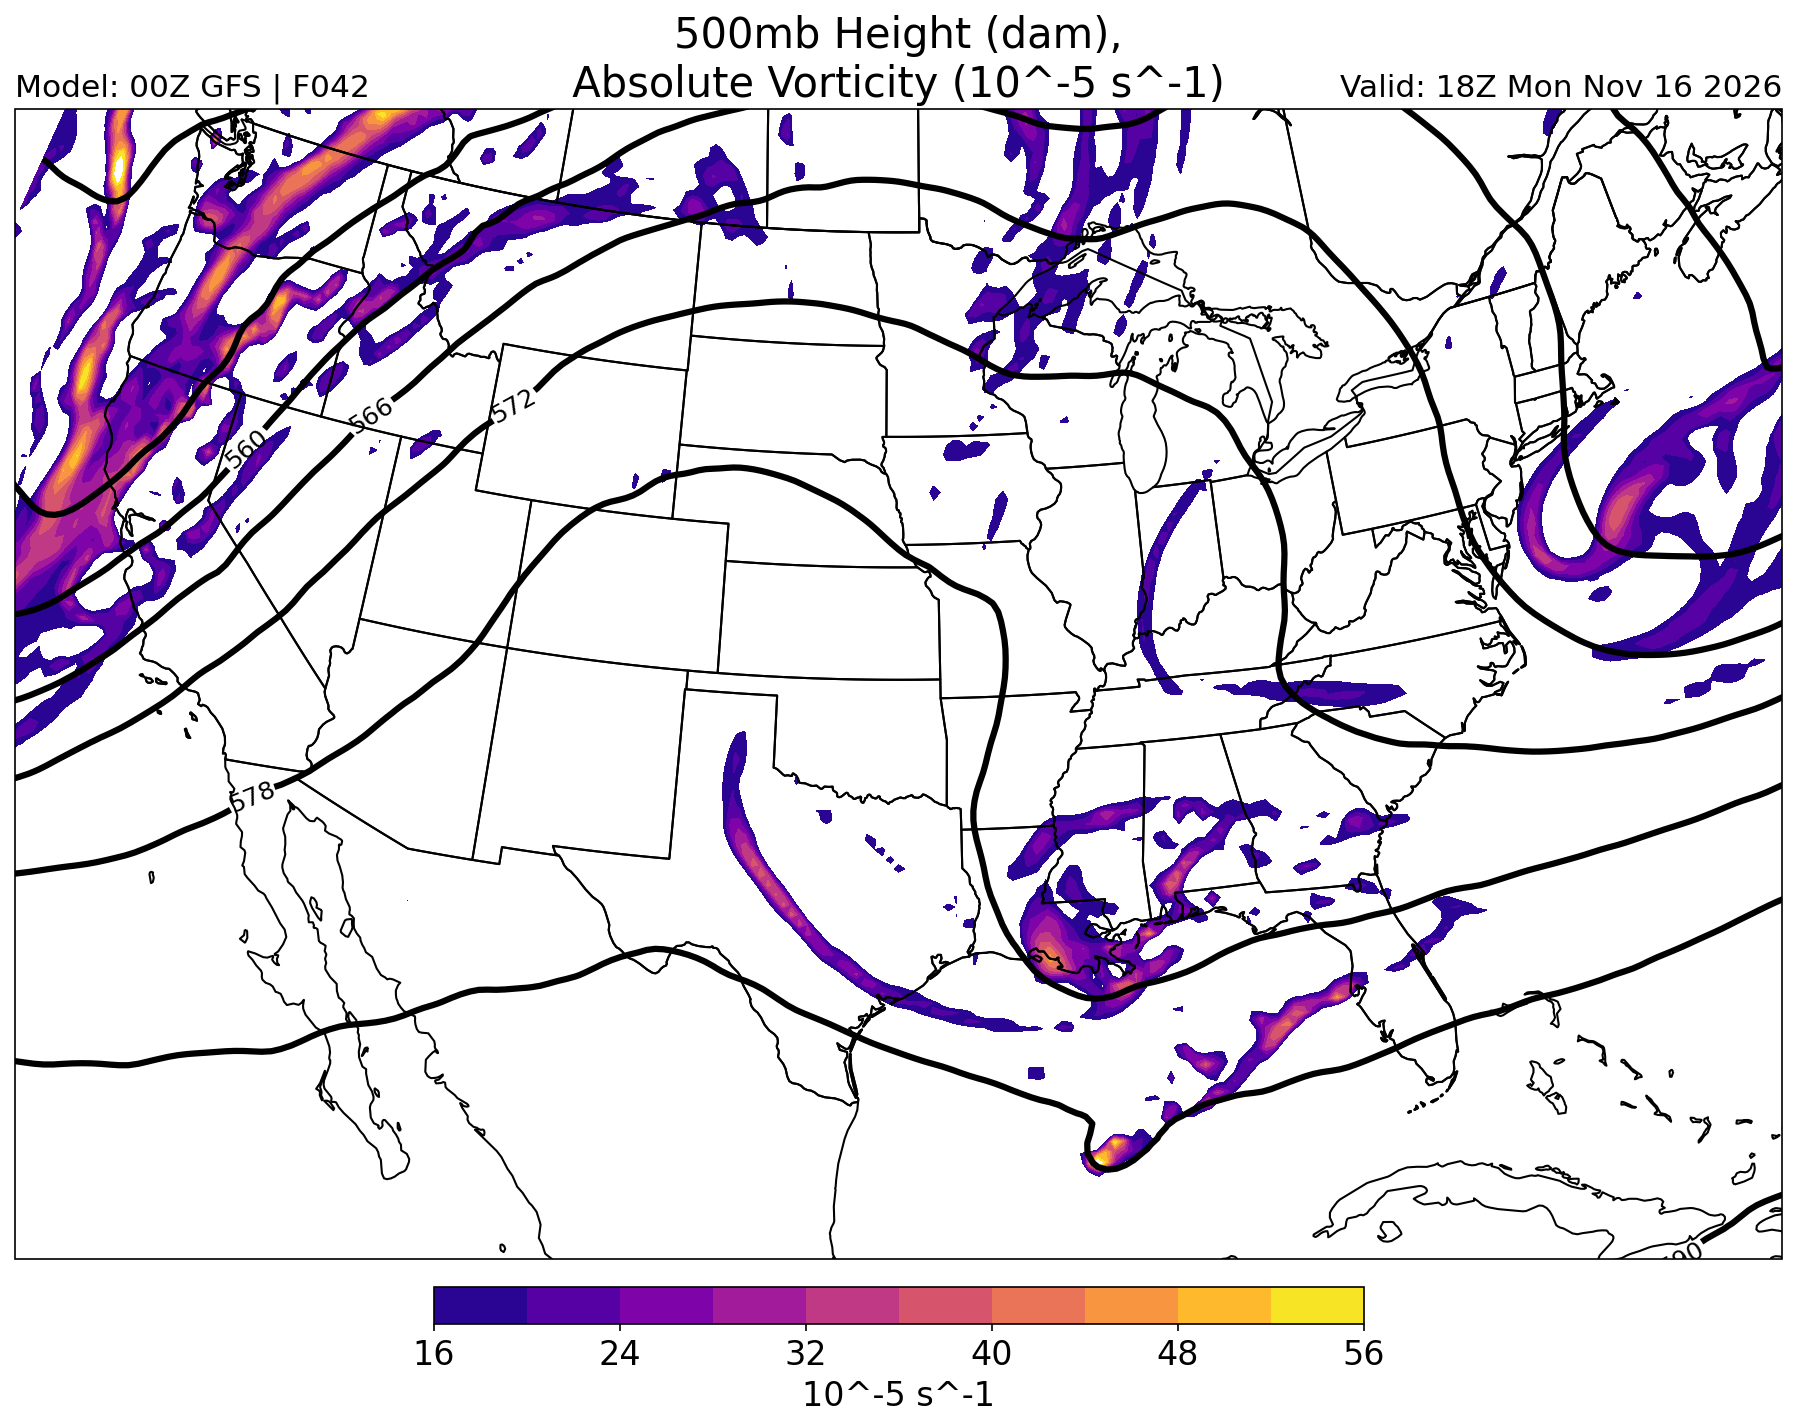 500mb Height (dam),
Model: 00Z GFS | F042
Absolute Vorticity (10^-5 s^-1)
Valid: 18Z Mon Nov 16 2026
560
566
572
578
16
24
32
40
48
56
10^-5 s^-1